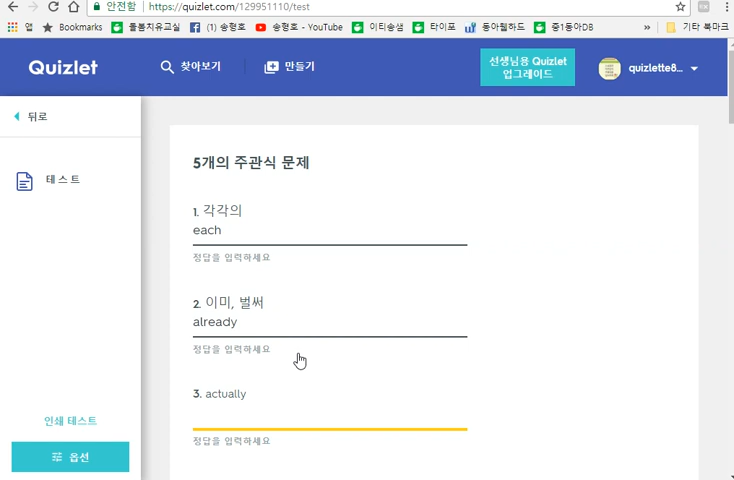 안전함 https://quizlet.com/129951110/test
앱 Bookmarks 돌봄치유교실 (1) 송형호 송형호 - YouTube 이티송샘 타이포 동아웹하드 중1동아DB » 기타 북마크
Quizlet 찾아보기 만들기 선생님용 Quizlet
업그레이드 quizlette8...
뒤로
테스트
5개의 주관식 문제
1. 각각의
each
정답을 입력하세요
2. 이미, 벌써
already
정답을 입력하세요
3. actually
정답을 입력하세요
인쇄 테스트
옵션